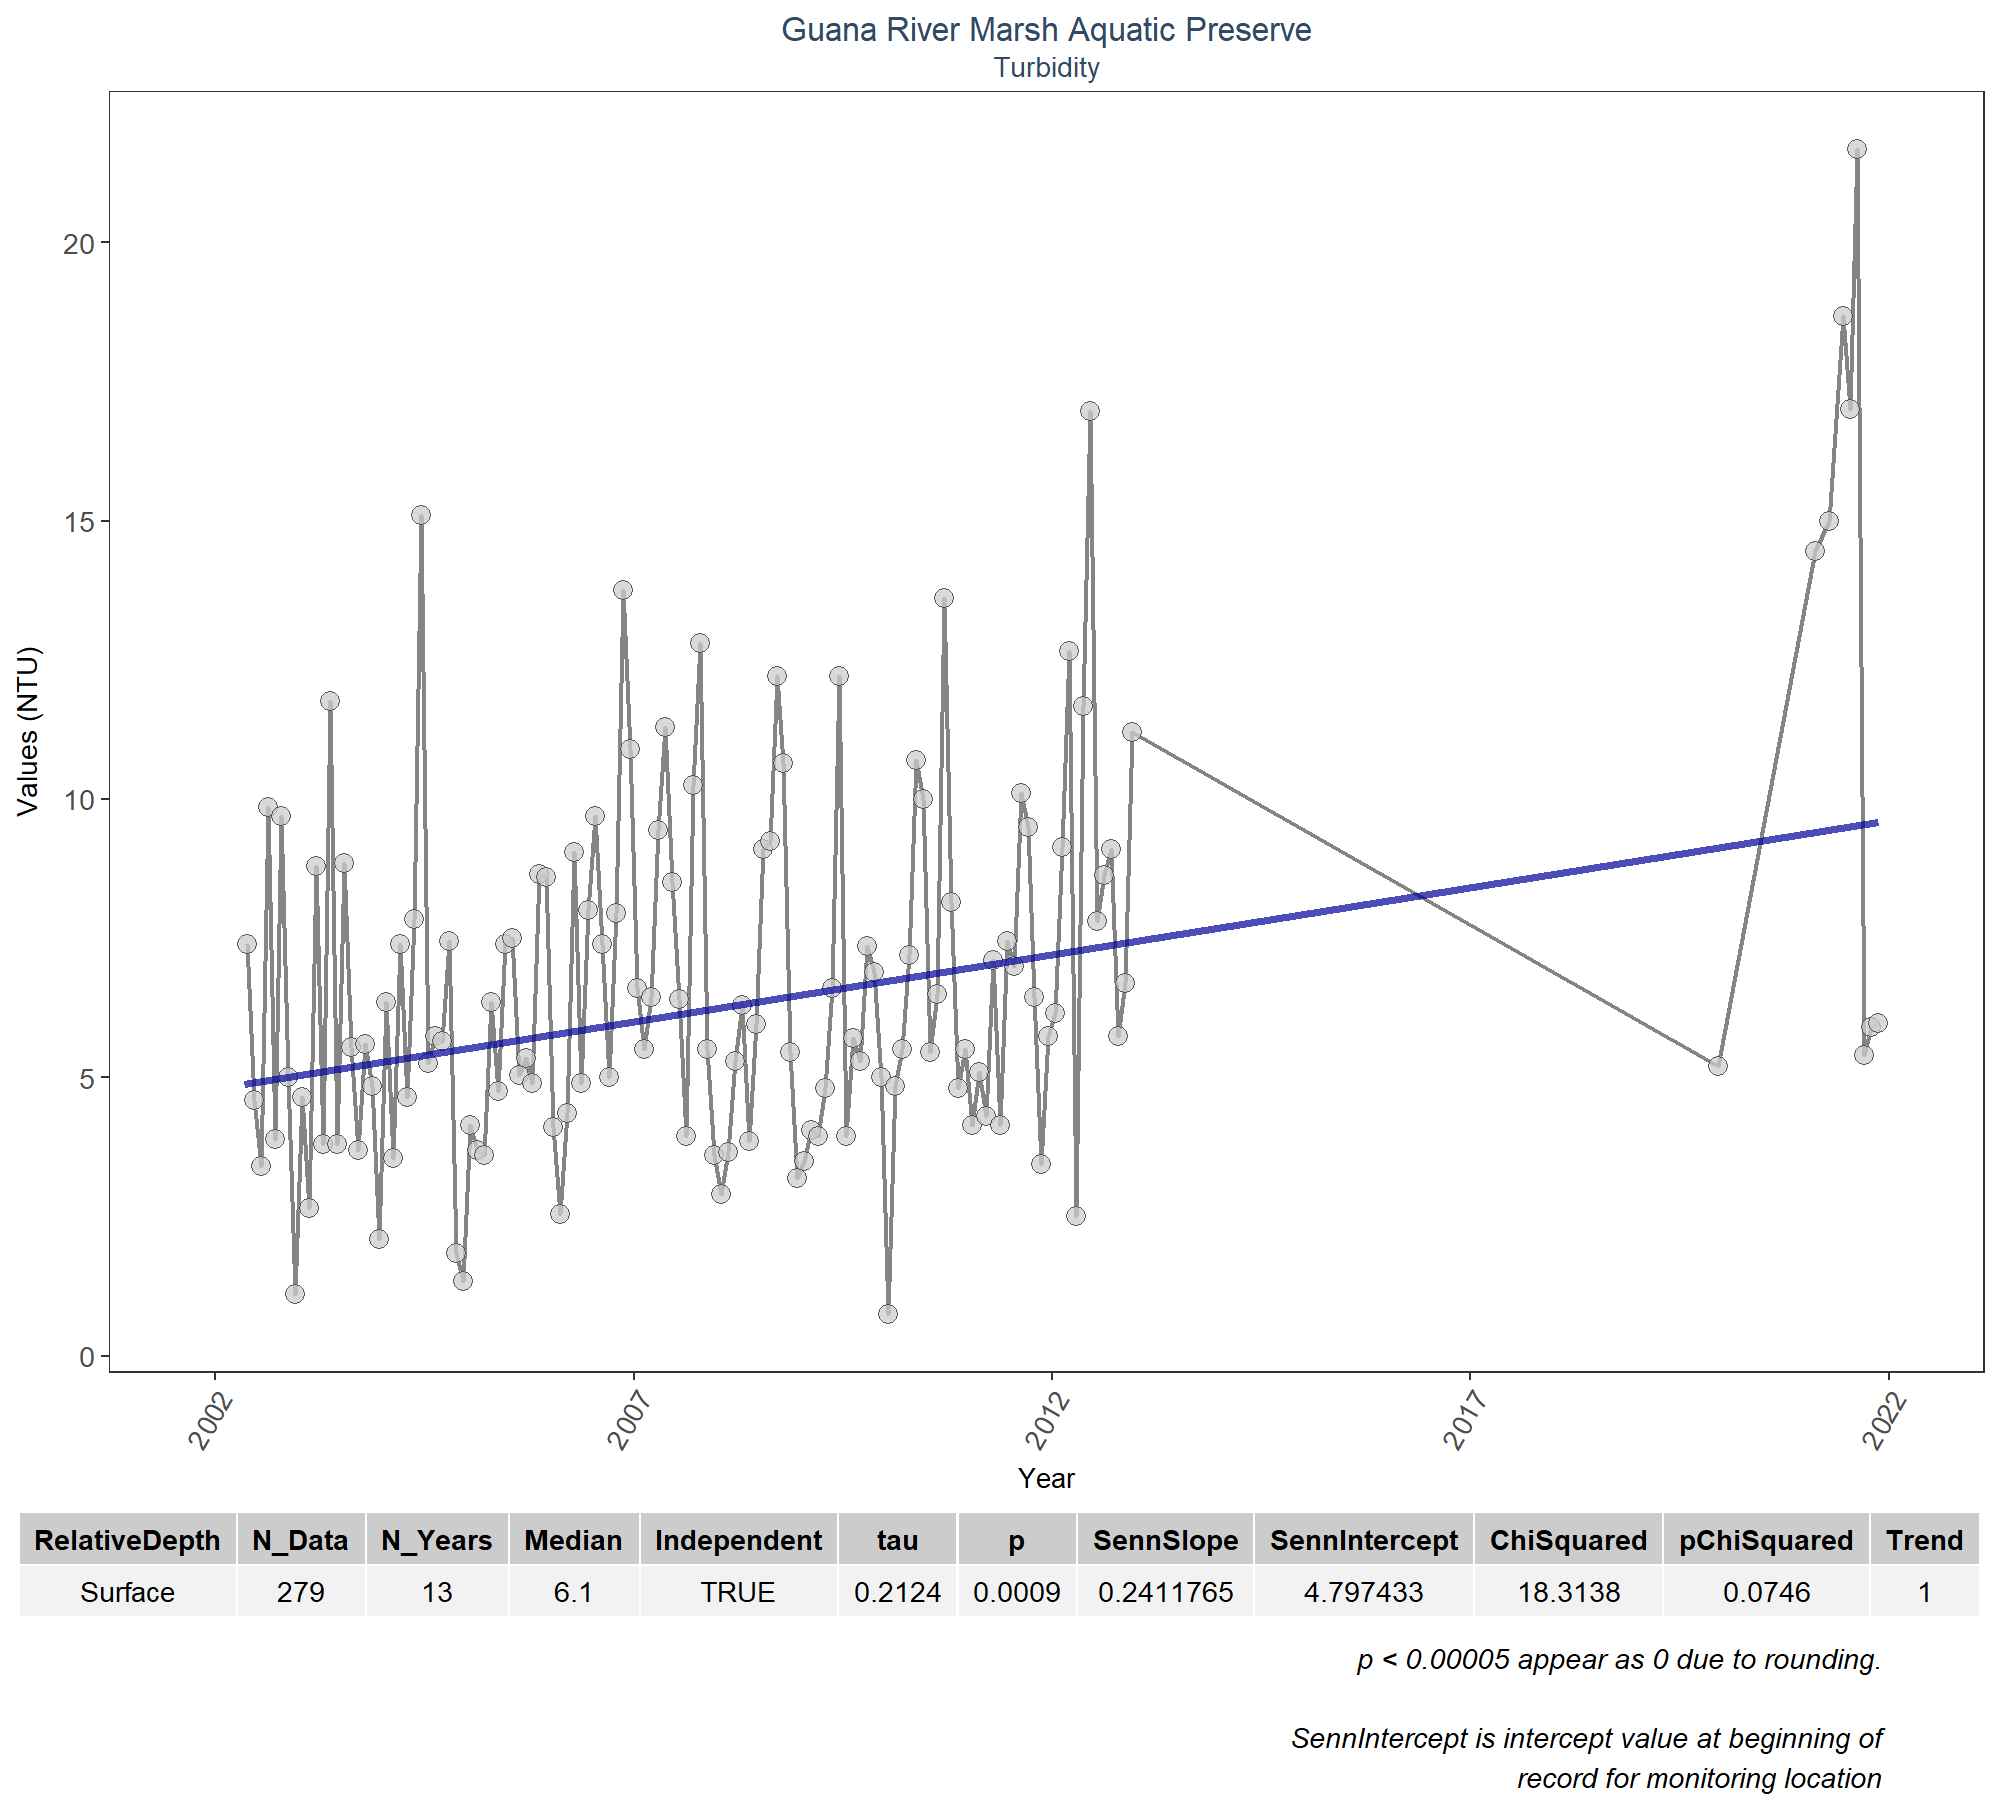 Guana River Marsh Aquatic Preserve
Turbidity
Values (NTU)
20
15
10
5
0
2002 2007 2012 2017 2022
Year
RelativeDepth N_Data N_Years Median Independent tau p SennSlope SennIntercept ChiSquared pChiSquared Trend
Surface 279 13 6.1 TRUE 0.2124 0.0009 0.2411765 4.797433 18.3138 0.0746 1
p < 0.00005 appear as 0 due to rounding.
SennIntercept is intercept value at beginning of
record for monitoring location